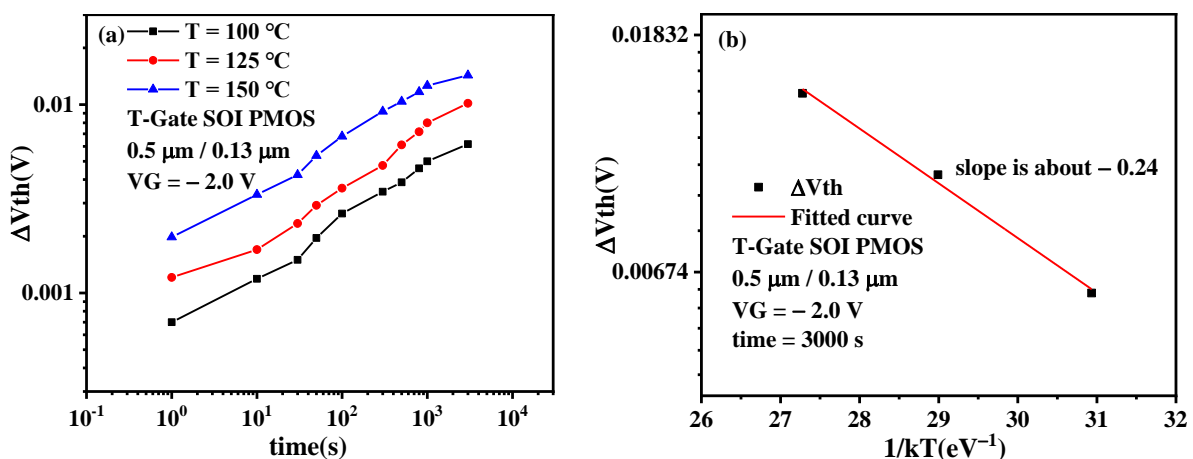 (a)
T = 100 ℃
T = 125 ℃
T = 150 ℃
T-Gate SOI PMOS
0.5 μm / 0.13 μm
VG = – 2.0 V
ΔVth(V)
0.01
0.001
10⁻¹ 10⁰ 10¹ 10² 10³ 10⁴
time(s)
(b)
slope is about – 0.24
ΔVth
Fitted curve
T-Gate SOI PMOS
0.5 μm / 0.13 μm
VG = – 2.0 V
time = 3000 s
ΔVth(V)
0.01832
0.00674
26 27 28 29 30 31 32
1/kT(eV⁻¹)